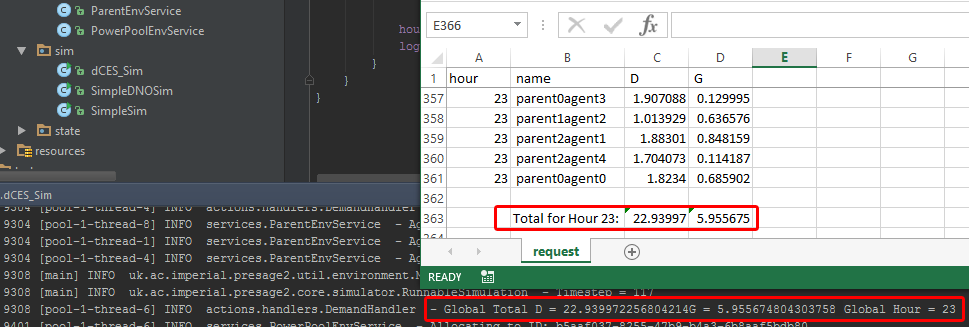 ParentEnvService
PowerPoolEnvService
sim
dCES_Sim
SimpleDNOSim
SimpleSim
state
resources
hou
log
}
}
}
E366
fx
A B C D E F G
1 hour name D G
357 23 parent0agent3 1.907088 0.129995
358 23 parent1agent2 1.013929 0.636576
359 23 parent2agent1 1.88301 0.848159
360 23 parent2agent4 1.704073 0.114187
361 23 parent0agent0 1.8234 0.685902
362
363 Total for Hour 23: 22.93997 5.955675
364
request
READY
.dCES_Sim
9304 [pool-1-thread-4] INFO actions.handlers.DemandHandler
9304 [pool-1-thread-8] INFO services.ParentEnvService - Ag
9304 [pool-1-thread-1] INFO services.ParentEnvService - Ag
9304 [pool-1-thread-4] INFO services.ParentEnvService - Ag
9308 [main] INFO uk.ac.imperial.presage2.util.environment.
9308 [main] INFO uk.ac.imperial.presage2.core.simulator.RunnableSimulation - Timestep = 117
9308 [pool-1-thread-6] INFO actions.handlers.DemandHandler - Global Total D = 22.939972256804214G = 5.955674804303758 Global Hour = 23
9401 [pool-1-thread-6] INFO services.PowerPoolEnvService - Allocating to ID: